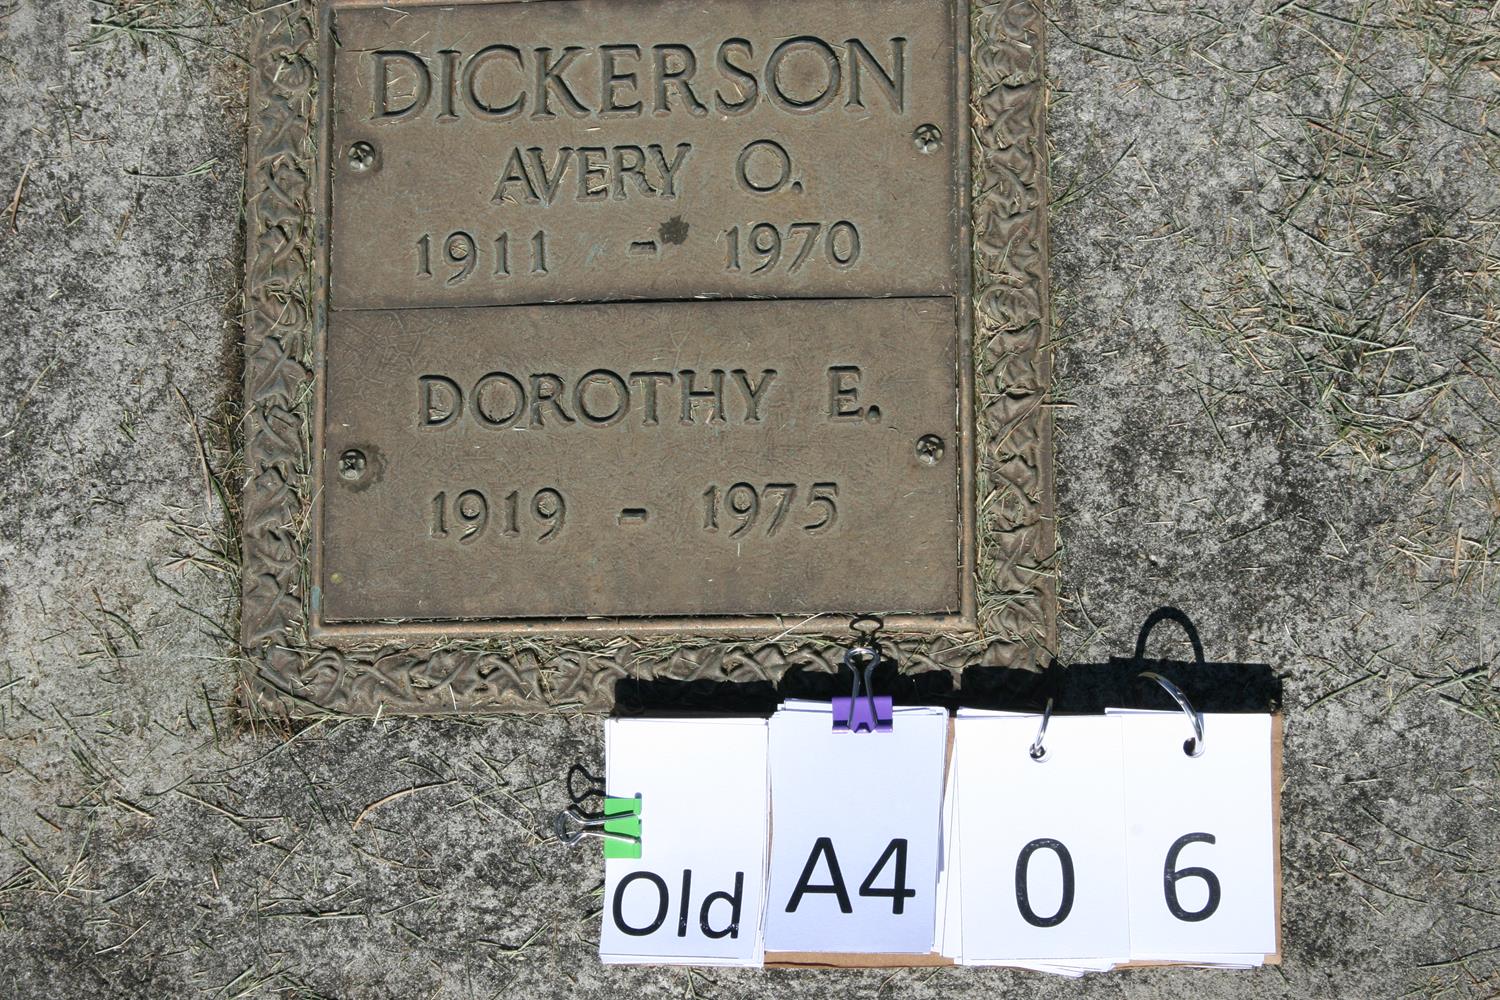 DICKERSON
AVERY O.
1911 - 1970
DOROTHY E.
1919 - 1975
Old A4 0 6